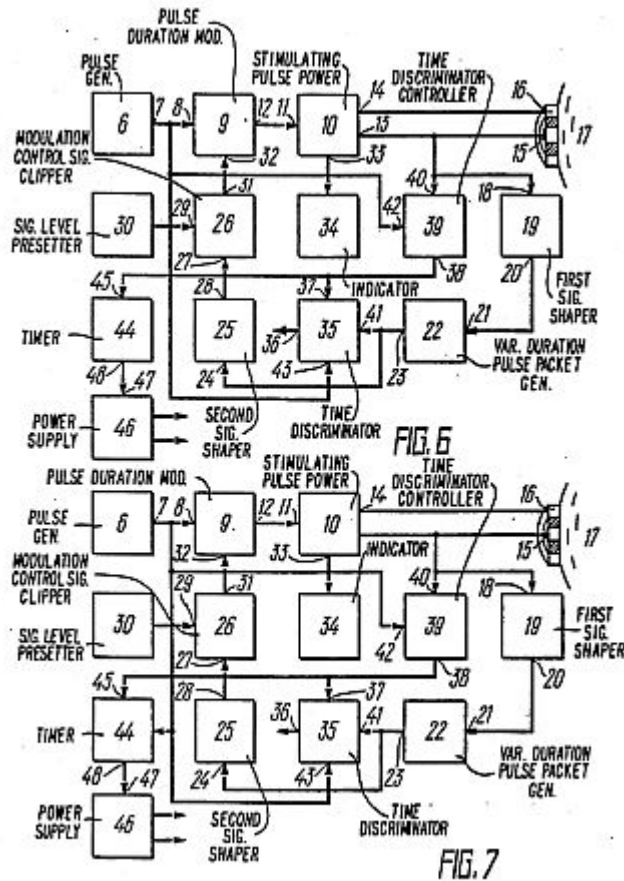 PULSE
DURATION MOD.
PULSE
GEN.
STIMULATING
PULSE POWER
TIME
DISCRIMINATOR
CONTROLLER
6
7
8
9
12
11
10
14
13
16
15
17
32
33
MODULATION
CONTROL SIG.
CLIPPER
31
40
18
SIG. LEVEL
PRESETTER
30
29
26
34
42
39
19
27
38
20
45
28
37
INDICATOR
FIRST
SIG.
SHAPER
TIMER
44
25
36
35
41
22
21
48
47
24
43
23
VAR. DURATION
PULSE PACKET
GEN.
POWER
SUPPLY
46
SECOND
SIG.
SHAPER
TIME
DISCRIMINATOR
FIG. 6
PULSE DURATION MOD.
STIMULATING
PULSE POWER
TIME
DISCRIMINATOR
CONTROLLER
PULSE
GEN.
6
7
8
9
12
11
10
14
16
15
17
32
33
INDICATOR
MODULATION
CONTROL SIG.
CLIPPER
31
40
18
SIG. LEVEL
PRESETTER
30
29
26
34
42
39
19
FIRST
SIG.
SHAPER
27
38
20
45
28
37
TIMER
44
25
36
35
41
22
21
48
47
24
43
23
VAR. DURATION
PULSE PACKET
GEN.
POWER
SUPPLY
46
SECOND
SIG.
SHAPER
TIME
DISCRIMINATOR
FIG. 7